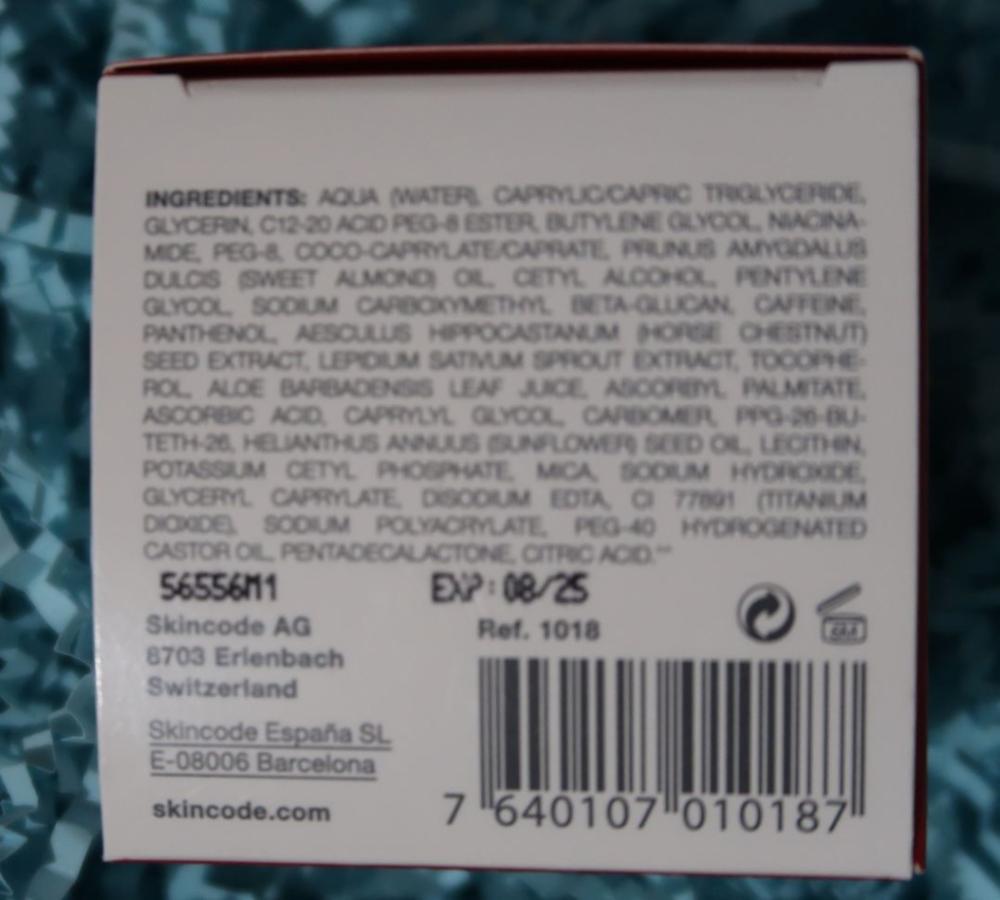 INGREDIENTS: AQUA (WATER), CAPRYLIC/CAPRIC TRIGLYCERIDE,
GLYCERIN, C12-20 ACID PEG-8 ESTER, BUTYLENE GLYCOL, NIACINA-
MIDE, PEG-8, COCO-CAPRYLATE/CAPRATE, PRUNUS AMYGDALUS
DULCIS (SWEET ALMOND) OIL, CETYL ALCOHOL, PENTYLENE
GLYCOL, SODIUM CARBOXYMETHYL BETA-GLUCAN, CAFFEINE,
PANTHENOL, AESCULUS HIPPOCASTANUM (HORSE CHESTNUT)
SEED EXTRACT, LEPIDIUM SATIVUM SPROUT EXTRACT, TOCOPHE-
ROL, ALOE BARBADENSIS LEAF JUICE, ASCORBYL PALMITATE,
ASCORBIC ACID, CAPRYLYL GLYCOL, CARBOMER, PPG-26-BU-
TETH-26, HELIANTHUS ANNUUS (SUNFLOWER) SEED OIL, LECITHIN,
POTASSIUM CETYL PHOSPHATE, MICA, SODIUM HYDROXIDE,
GLYCERYL CAPRYLATE, DISODIUM EDTA, CI 77891 (TITANIUM
DIOXIDE), SODIUM POLYACRYLATE, PEG-40 HYDROGENATED
CASTOR OIL, PENTADECALACTONE, CITRIC ACID.**
56556M1 EXP: 08/25
Skincode AG
8703 Erlenbach
Switzerland
Ref. 1018
Skincode España SL
E-08006 Barcelona
skincode.com
7 640107 010187